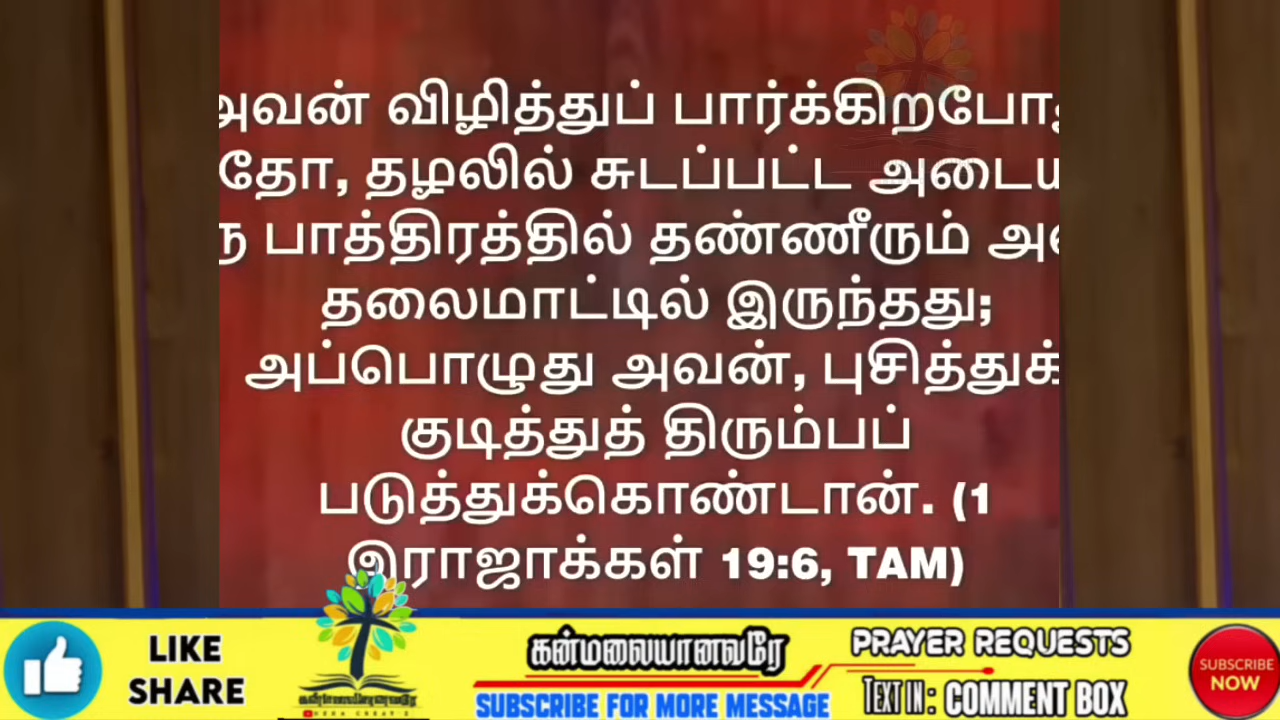 அவன் விழித்துப் பார்க்கிறபோது
தோ, தழலில் சுடப்பட்ட அடைய
பாத்திரத்தில் தண்ணீரும்
தலைமாட்டில் இருந்தது;
அப்பொழுது அவன், புசித்துக்
குடித்துத் திரும்பப்
படுத்துக்கொண்டான். (1
இராஜாக்கள் 19:6, TAM)
LIKE
SHARE
கன்மலையானவரே
SUBSCRIBE FOR MORE MESSAGE
PRAYER REQUESTS
TEXT IN : COMMENT BOX
SUBSCRIBE
NOW